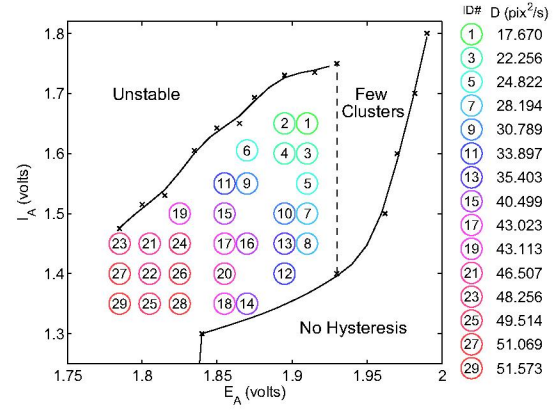 ID# D (pix²/s)
1 17.670
3 22.256
5 24.822
7 28.194
9 30.789
11 33.897
13 35.403
15 40.499
17 43.023
19 43.113
21 46.507
23 48.256
25 49.514
27 51.069
29 51.573
1.8
1.7
1.6
1.5
1.4
1.3
I_A (volts)
Unstable
Few
Clusters
No Hysteresis
2 1
6 4 3
11 9 5
19 15 10 7
23 21 24 17 16 13 8
27 22 26 20 12
29 25 28 18 14
1.75 1.8 1.85 1.9 1.95 2
E_A (volts)